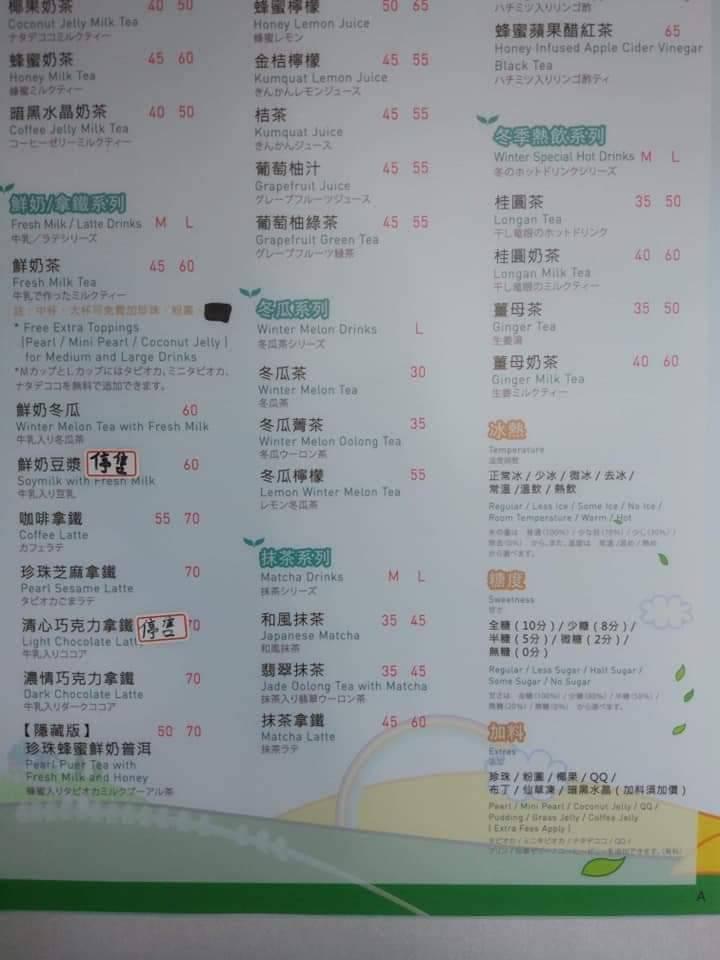 椰果奶茶 40 50
Coconut Jelly Milk Tea
ナタデココミルクティー
蜂蜜奶茶 45 60
Honey Milk Tea
蜂蜜ミルクティー
暗黑水晶奶茶 40 50
Coffee Jelly Milk Tea
コーヒーゼリーミルクティー
鮮奶/拿鐵系列
Fresh Milk / Latte Drinks M L
牛乳／ラテシリーズ
鮮奶茶 45 60
Fresh Milk Tea
牛乳で作ったミルクティー
註：中杯、大杯可免費加珍珠、粉圓
* Free Extra Toppings
[Pearl / Mini Pearl / Coconut Jelly]
for Medium and Large Drinks
*MカップとLカップにはタピオカ,ミニタピオカ,
ナタデココを無料で追加できます。
鮮奶冬瓜 60
Winter Melon Tea with Fresh Milk
牛乳入り冬瓜茶
鮮奶豆漿 停售 60
Soymilk with Fresh Milk
牛乳入り豆乳
咖啡拿鐵 55 70
Coffee Latte
カフェラテ
珍珠芝麻拿鐵 70
Pearl Sesame Latte
タピオカごまラテ
清心巧克力拿鐵 停售 70
Light Chocolate Latte
牛乳入りココア
濃情巧克力拿鐵 70
Dark Chocolate Latte
牛乳入りダークココア
【隱藏版】 50 70
珍珠蜂蜜鮮奶普洱
Pearl Puer Tea with
Fresh Milk and Honey
蜂蜜入りタピオカミルクプーアル茶
蜂蜜檸檬 50 65
Honey Lemon Juice
蜂蜜レモン
金桔檸檬 45 55
Kumquat Lemon Juice
きんかんレモンジュース
桔茶 45 55
Kumquat Juice
きんかんジュース
葡萄柚汁 45 55
Grapefruit Juice
グレープフルーツジュース
葡萄柚綠茶 45 55
Grapefruit Green Tea
グレープフルーツ緑茶
冬瓜系列
Winter Melon Drinks L
冬瓜茶シリーズ
冬瓜茶 30
Winter Melon Tea
冬瓜茶
冬瓜菁茶 35
Winter Melon Oolong Tea
冬瓜ウーロン茶
冬瓜檸檬 55
Lemon Winter Melon Tea
レモン冬瓜茶
抹茶系列
Matcha Drinks M L
抹茶シリーズ
和風抹茶 35 45
Japanese Matcha
和風抹茶
翡翠抹茶 35 45
Jade Oolong Tea with Matcha
抹茶入り翡翠ウーロン茶
抹茶拿鐵 45 60
Matcha Latte
抹茶ラテ
ハチミツ入りリンゴ酢
蜂蜜蘋果醋紅茶 65
Honey Infused Apple Cider Vinegar
Black Tea
ハチミツ入りリンゴ酢ティ
冬季熱飲系列
Winter Special Hot Drinks M L
冬のホットドリンクシリーズ
桂圓茶 35 50
Longan Tea
干し竜眼のホットドリンク
桂圓奶茶 40 60
Longan Milk Tea
干し竜眼のミルクティー
薑母茶 35 50
Ginger Tea
生姜湯
薑母奶茶 40 60
Ginger Milk Tea
生姜ミルクティー
冰熱
Temperature
正常冰 / 少冰 / 微冰 / 去冰 /
常溫 / 溫飲 / 熱飲
Regular / Less Ice / Some Ice / No Ice /
Room Temperature / Warm / Hot
糖度
Sweetness
甘さ
全糖（10分）/ 少糖（8分）/
半糖（5分）/ 微糖（2分）/
無糖（0分）
Regular / Less Sugar / Half Sugar /
Some Sugar / No Sugar
加料
Extras
追加
珍珠 / 粉圓 / 椰果 / QQ /
布丁 / 仙草凍 / 暗黑水晶（加料須加價）
Pearl / Mini Pearl / Coconut Jelly / QQ /
Pudding / Grass Jelly / Coffee Jelly
[ Extra Fees Apply ]
A